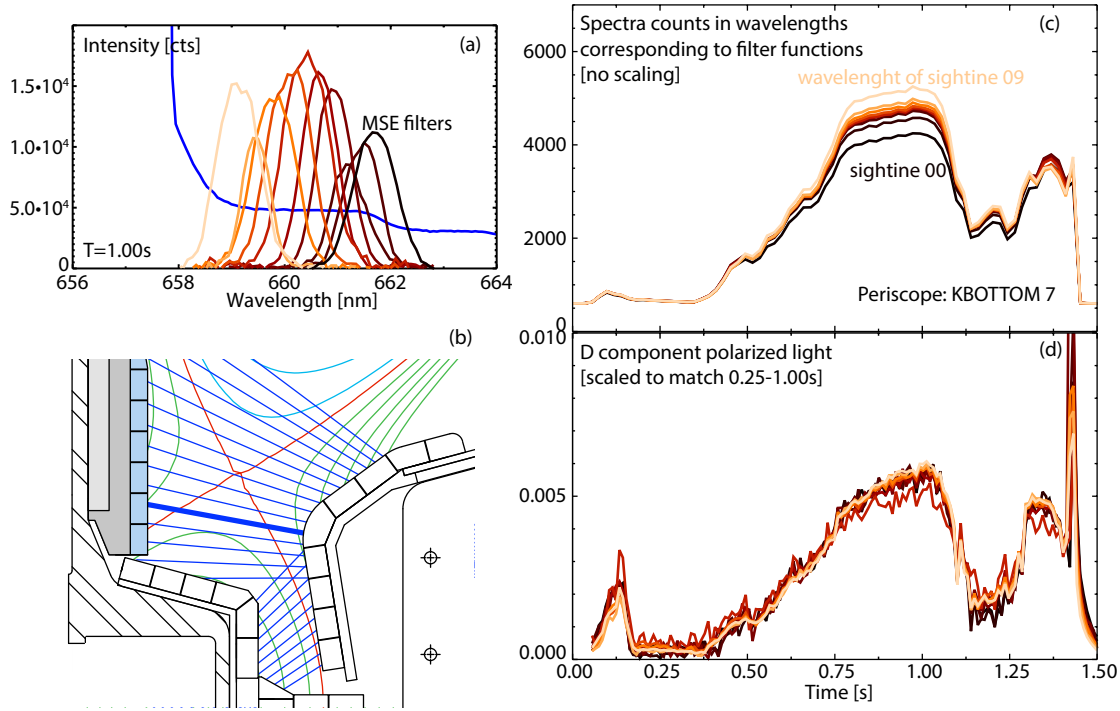 Intensity [cts]
(a)
1.5•10⁴
1.0•10⁴
5.0•10³
0
MSE filters
T=1.00s
656
658
660
662
664
Wavelength [nm]
(b)
Spectra counts in wavelengths
corresponding to filter functions
[no scaling]
(c)
6000
4000
2000
0
wavelenght of sightine 09
sightine 00
Periscope: KBOTTOM 7
D component polarized light
[scaled to match 0.25-1.00s]
(d)
0.010
0.005
0.000
0.00
0.25
0.50
0.75
1.00
1.25
1.50
Time [s]